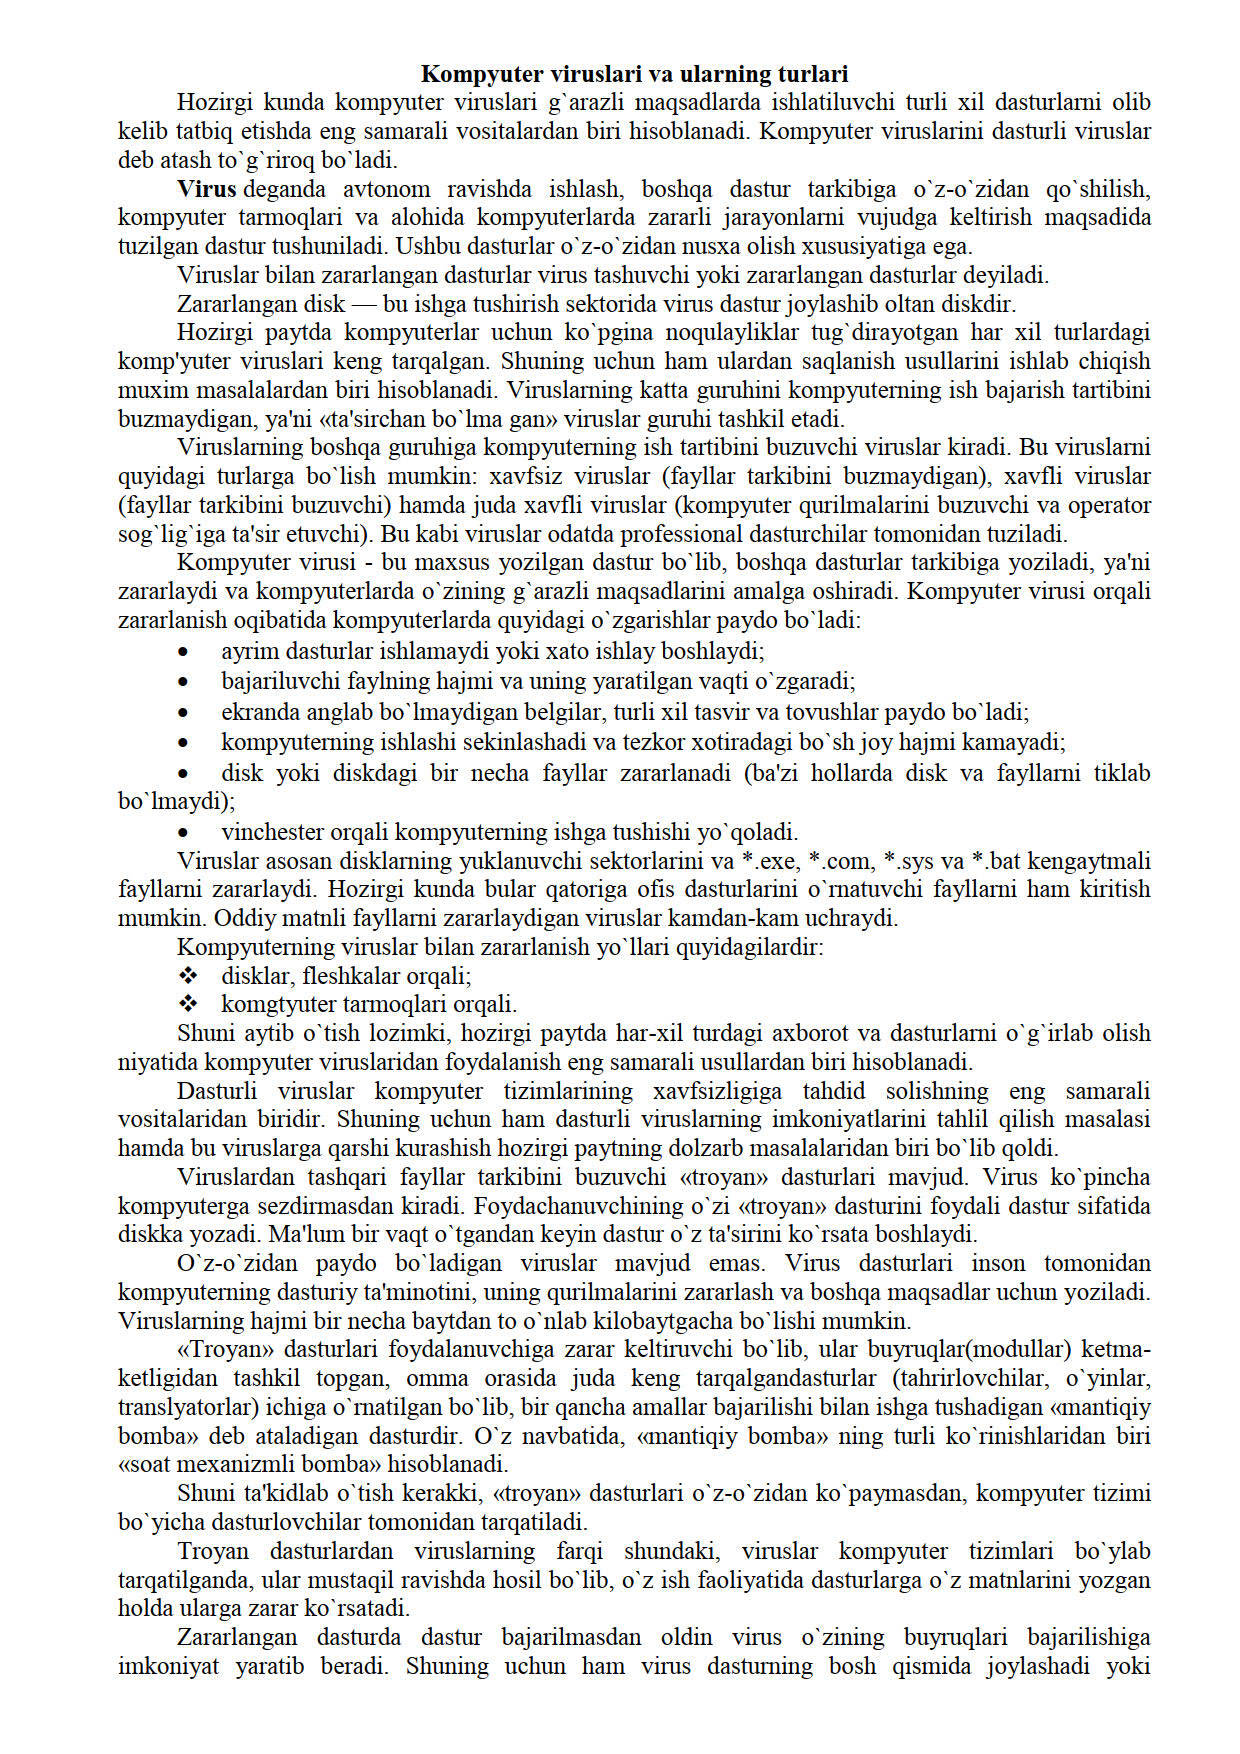 Kompyuter viruslari va ularning turlari
Hozirgi kunda kompyuter viruslari g`arazli maqsadlarda ishlatiluvchi turli xil dasturlarni olib
kelib tatbiq etishda eng samarali vositalardan biri hisoblanadi. Kompyuter viruslarini dasturli viruslar
deb atash to`g`riroq bo`ladi.
Virus deganda avtonom ravishda ishlash, boshqa dastur tarkibiga o`z-o`zidan qo`shilish,
kompyuter tarmoqlari va alohida kompyuterlarda zararli jarayonlarni vujudga keltirish maqsadida
tuzilgan dastur tushuniladi. Ushbu dasturlar o`z-o`zidan nusxa olish xususiyatiga ega.
Viruslar bilan zararlangan dasturlar virus tashuvchi yoki zararlangan dasturlar deyiladi.
Zararlangan disk — bu ishga tushirish sektorida virus dastur joylashib oltan diskdir.
Hozirgi paytda kompyuterlar uchun ko`pgina noqulayliklar tug`dirayotgan har xil turlardagi
komp'yuter viruslari keng tarqalgan. Shuning uchun ham ulardan saqlanish usullarini ishlab chiqish
muxim masalalardan biri hisoblanadi. Viruslarning katta guruhini kompyuterning ish bajarish tartibini
buzmaydigan, ya'ni «ta'sirchan bo`lma gan» viruslar guruhi tashkil etadi.
Viruslarning boshqa guruhiga kompyuterning ish tartibini buzuvchi viruslar kiradi. Bu viruslarni
quyidagi turlarga bo`lish mumkin: xavfsiz viruslar (fayllar tarkibini buzmaydigan), xavfli viruslar
(fayllar tarkibini buzuvchi) hamda juda xavfli viruslar (kompyuter qurilmalarini buzuvchi va operator
sog`lig`iga ta'sir etuvchi). Bu kabi viruslar odatda professional dasturchilar tomonidan tuziladi.
Kompyuter virusi - bu maxsus yozilgan dastur bo`lib, boshqa dasturlar tarkibiga yoziladi, ya'ni
zararlaydi va kompyuterlarda o`zining g`arazli maqsadlarini amalga oshiradi. Kompyuter virusi orqali
zararlanish oqibatida kompyuterlarda quyidagi o`zgarishlar paydo bo`ladi:
• ayrim dasturlar ishlamaydi yoki xato ishlay boshlaydi;
• bajariluvchi faylning hajmi va uning yaratilgan vaqti o`zgaradi;
• ekranda anglab bo`lmaydigan belgilar, turli xil tasvir va tovushlar paydo bo`ladi;
• kompyuterning ishlashi sekinlashadi va tezkor xotiradagi bo`sh joy hajmi kamayadi;
• disk yoki diskdagi bir necha fayllar zararlanadi (ba'zi hollarda disk va fayllarni tiklab
bo`lmaydi);
• vinchester orqali kompyuterning ishga tushishi yo`qoladi.
Viruslar asosan disklarning yuklanuvchi sektorlarini va *.exe, *.com, *.sys va *.bat kengaytmali
fayllarni zararlaydi. Hozirgi kunda bular qatoriga ofis dasturlarini o`rnatuvchi fayllarni ham kiritish
mumkin. Oddiy matnli fayllarni zararlaydigan viruslar kamdan-kam uchraydi.
Kompyuterning viruslar bilan zararlanish yo`llari quyidagilardir:
❖ disklar, fleshkalar orqali;
❖ komgtyuter tarmoqlari orqali.
Shuni aytib o`tish lozimki, hozirgi paytda har-xil turdagi axborot va dasturlarni o`g`irlab olish
niyatida kompyuter viruslaridan foydalanish eng samarali usullardan biri hisoblanadi.
Dasturli viruslar kompyuter tizimlarining xavfsizligiga tahdid solishning eng samarali
vositalaridan biridir. Shuning uchun ham dasturli viruslarning imkoniyatlarini tahlil qilish masalasi
hamda bu viruslarga qarshi kurashish hozirgi paytning dolzarb masalalaridan biri bo`lib qoldi.
Viruslardan tashqari fayllar tarkibini buzuvchi «troyan» dasturlari mavjud. Virus ko`pincha
kompyuterga sezdirmasdan kiradi. Foydachanuvchining o`zi «troyan» dasturini foydali dastur sifatida
diskka yozadi. Ma'lum bir vaqt o`tgandan keyin dastur o`z ta'sirini ko`rsata boshlaydi.
O`z-o`zidan paydo bo`ladigan viruslar mavjud emas. Virus dasturlari inson tomonidan
kompyuterning dasturiy ta'minotini, uning qurilmalarini zararlash va boshqa maqsadlar uchun yoziladi.
Viruslarning hajmi bir necha baytdan to o`nlab kilobaytgacha bo`lishi mumkin.
«Troyan» dasturlari foydalanuvchiga zarar keltiruvchi bo`lib, ular buyruqlar(modullar) ketma-
ketligidan tashkil topgan, omma orasida juda keng tarqalgandasturlar (tahrirlovchilar, o`yinlar,
translyatorlar) ichiga o`rnatilgan bo`lib, bir qancha amallar bajarilishi bilan ishga tushadigan «mantiqiy
bomba» deb ataladigan dasturdir. O`z navbatida, «mantiqiy bomba» ning turli ko`rinishlaridan biri
«soat mexanizmli bomba» hisoblanadi.
Shuni ta'kidlab o`tish kerakki, «troyan» dasturlari o`z-o`zidan ko`paymasdan, kompyuter tizimi
bo`yicha dasturlovchilar tomonidan tarqatiladi.
Troyan dasturlardan viruslarning farqi shundaki, viruslar kompyuter tizimlari bo`ylab
tarqatilganda, ular mustaqil ravishda hosil bo`lib, o`z ish faoliyatida dasturlarga o`z matnlarini yozgan
holda ularga zarar ko`rsatadi.
Zararlangan dasturda dastur bajarilmasdan oldin virus o`zining buyruqlari bajarilishiga
imkoniyat yaratib beradi. Shuning uchun ham virus dasturning bosh qismida joylashadi yoki